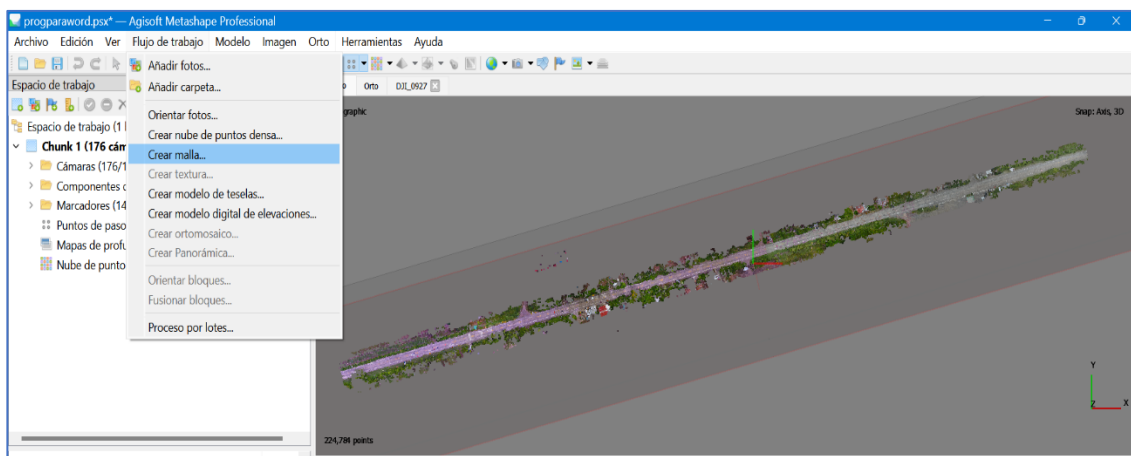 progparaword.psx* — Agisoft Metashape Professional
Archivo Edición Ver Flujo de trabajo Modelo Imagen Orto Herramientas Ayuda
Espacio de trabajo
Espacio de trabajo (1
Chunk 1 (176 cám
Cámaras (176/1
Componentes
Marcadores (14
Puntos de paso
Mapas de profu
Nube de punto
Añadir fotos...
Añadir carpeta...
Orientar fotos...
Crear nube de puntos densa...
Crear malla...
Crear textura...
Crear modelo de teselas...
Crear modelo digital de elevaciones...
Crear ortomosaico...
Crear Panorámica...
Orientar bloques...
Fusionar bloques...
Proceso por lotes...
Orto DJI_0927
graphic
Snap: Axis, 3D
Y
Z X
224,784 points